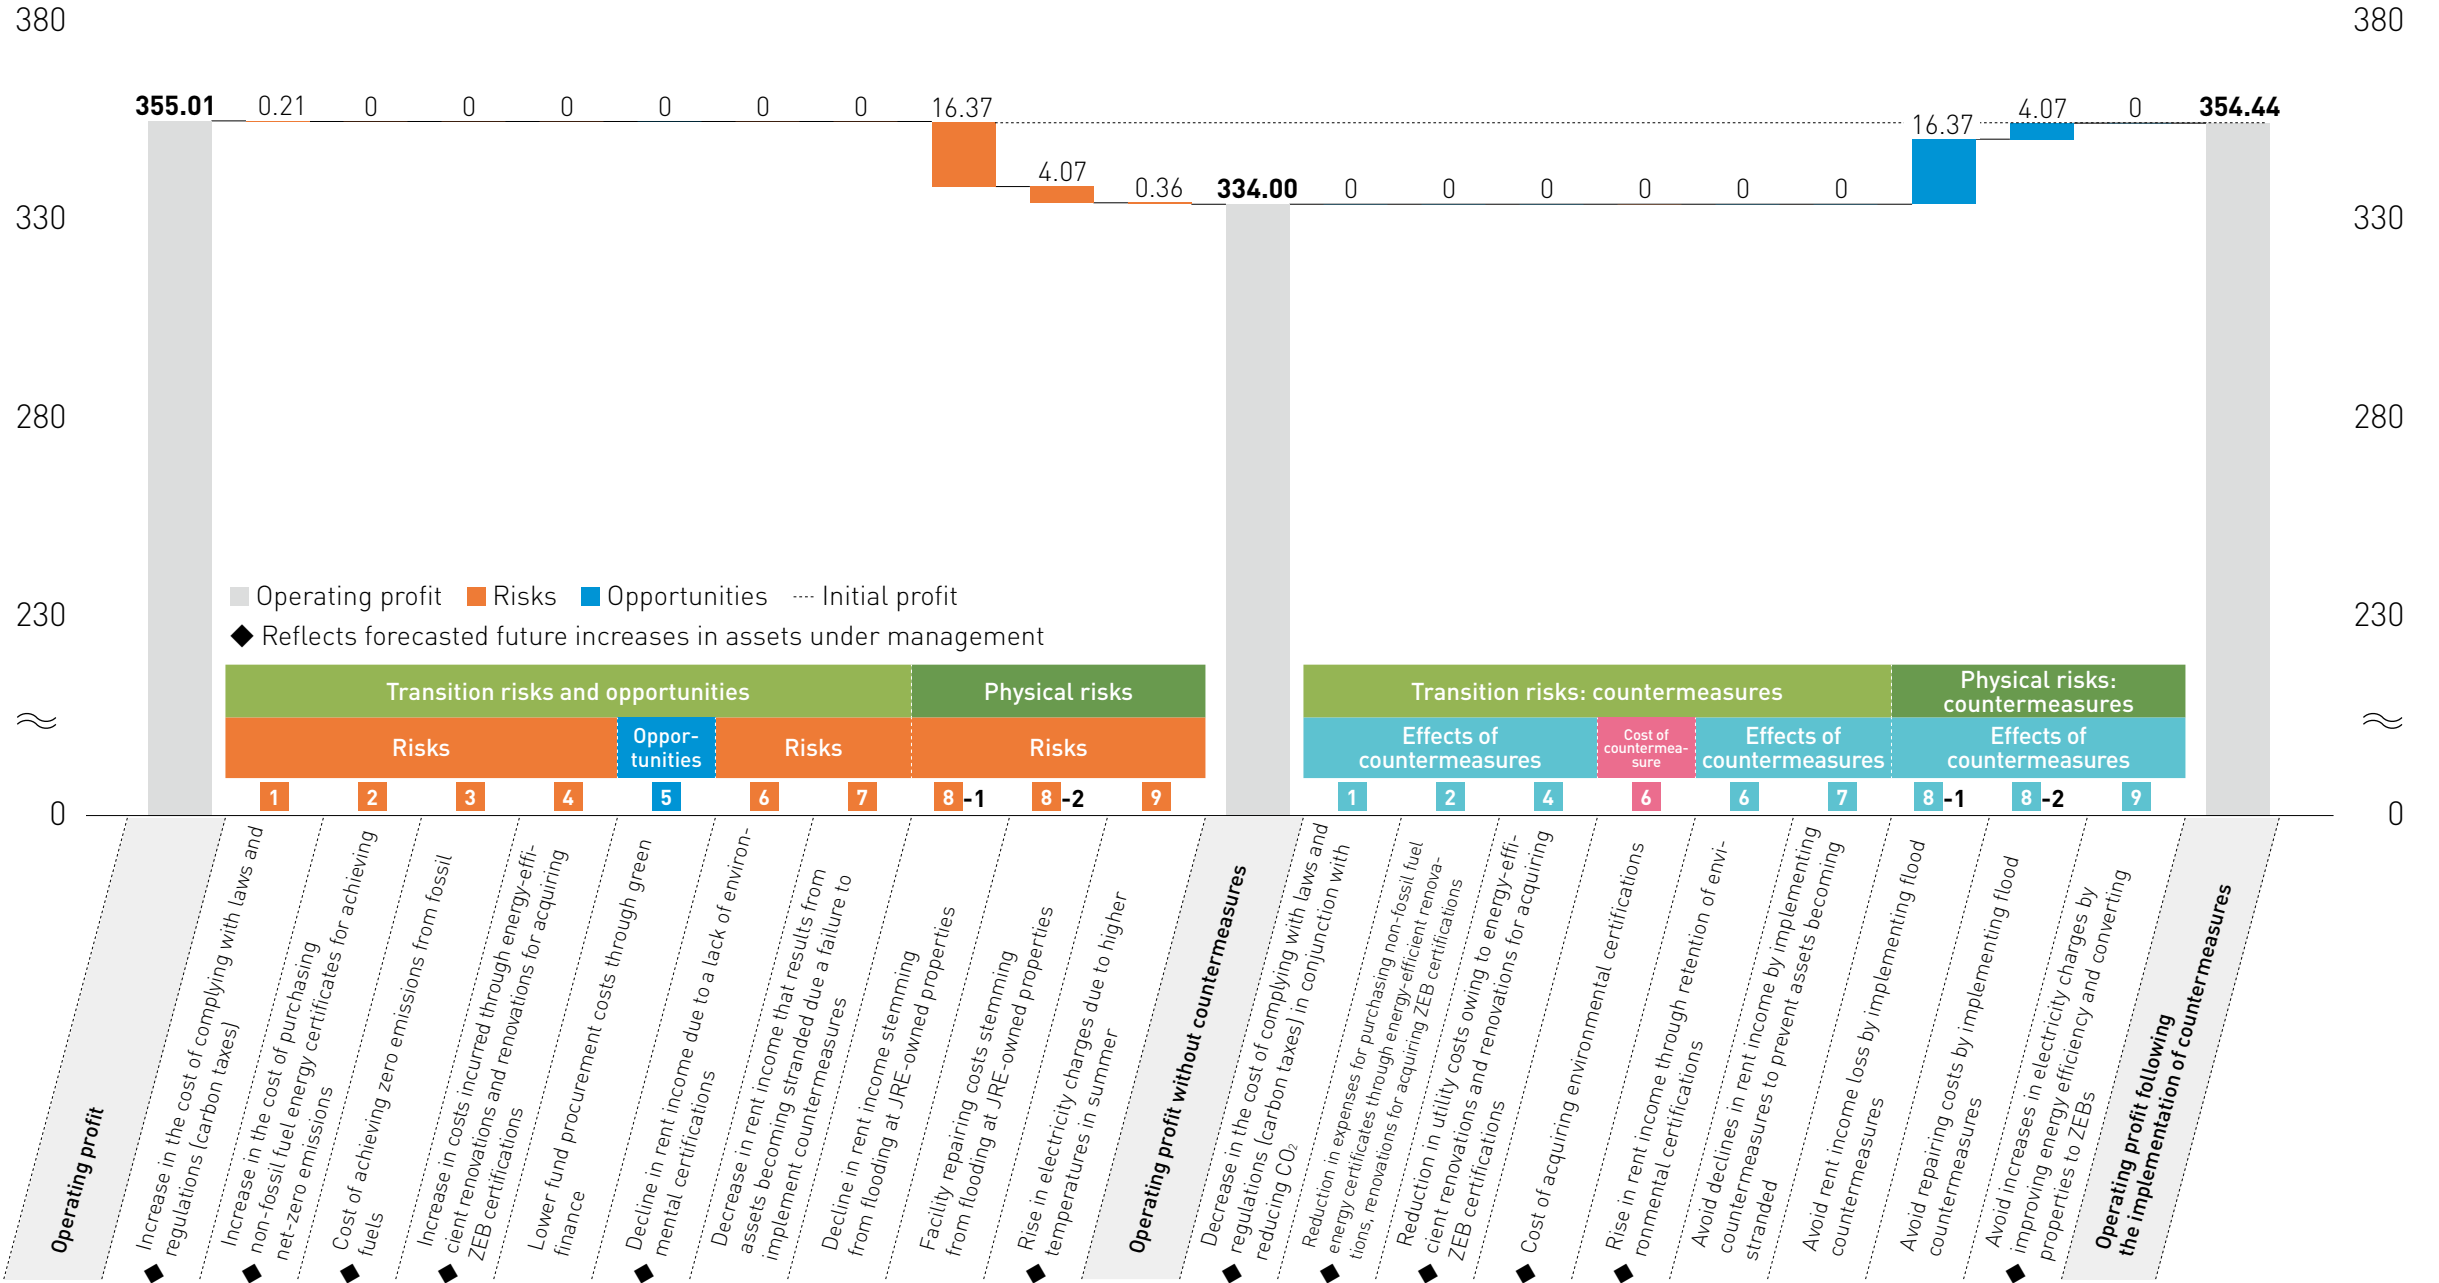 380
380
355.01
0.21
0
0
0
0
0
0
16.37
4.07
0.36
334.00
0
0
0
0
0
0
16.37
4.07
0
354.44
330
330
280
280
230
230
Operating profit
Risks
Opportunities
Initial profit
Reflects forecasted future increases in assets under management
Transition risks and opportunities
Physical risks
Risks
Oppor-
tunities
Risks
Risks
1
2
3
4
5
6
7
8-1
8-2
9
Transition risks: countermeasures
Physical risks:
countermeasures
Effects of
countermeasures
Cost of
countermea-
sure
Effects of
countermeasures
Effects of
countermeasures
1
2
4
6
6
7
8-1
8-2
9
0
0
Operating profit
Increase in the cost of complying with laws and
regulations (carbon taxes)
Increase in the cost of purchasing
non-fossil fuel energy certificates for achieving
net-zero emissions
Cost of achieving zero emissions from fossil
fuels
Increase in costs incurred through energy-effi-
cient renovations and renovations for acquiring
ZEB certifications
Lower fund procurement costs through green
finance
Decline in rent income due to a lack of environ-
mental certifications
Decrease in rent income that results from
assets becoming stranded due a failure to
implement countermeasures
Decline in rent income stemming
from flooding at JRE-owned properties
Facility repairing costs stemming
from flooding at JRE-owned properties
Rise in electricity charges due to higher
temperatures in summer
Operating profit without countermeasures
Decrease in the cost of complying with laws and
regulations (carbon taxes) in conjunction with
reducing CO₂
Reduction in expenses for purchasing non-fossil fuel
energy certificates through energy-efficient renova-
tions, renovations for acquiring ZEB certifications
Reduction in utility costs owing to energy-effi-
cient renovations and renovations for acquiring
ZEB certifications
Cost of acquiring environmental certifications
Rise in rent income through retention of envi-
ronmental certifications
Avoid declines in rent income by implementing
countermeasures to prevent assets becoming
stranded
Avoid rent income loss by implementing flood
countermeasures
Avoid repairing costs by implementing flood
countermeasures
Avoid increases in electricity charges by
improving energy efficiency and converting
properties to ZEBs
Operating profit following
the implementation of countermeasures